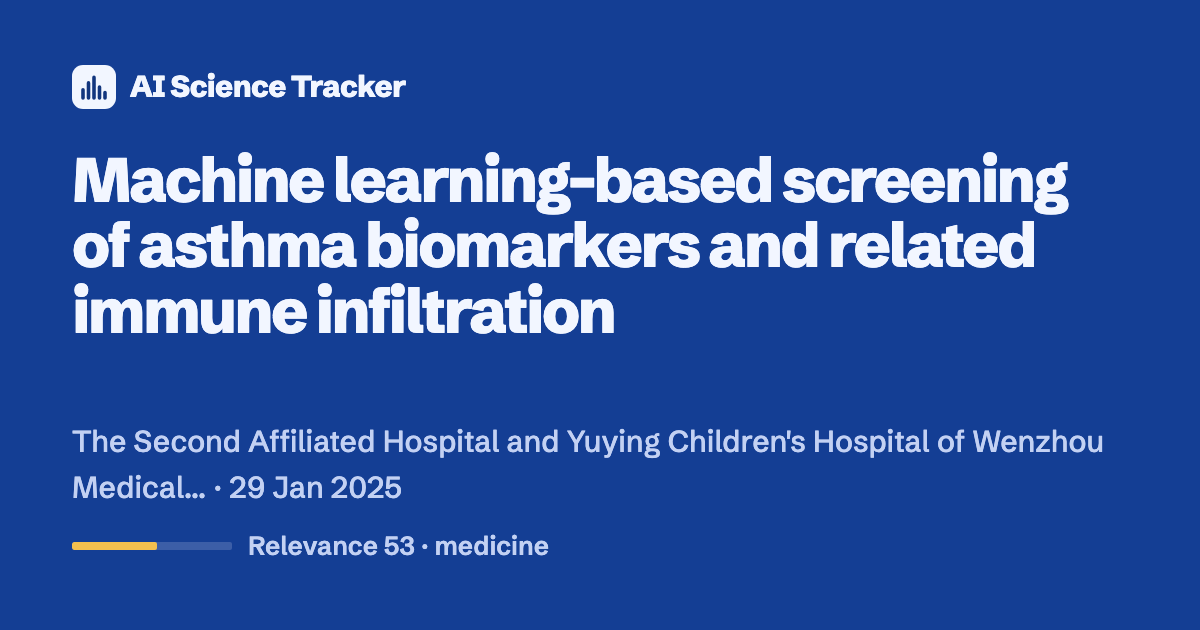 AI Science Tracker
Machine learning-based screening
of asthma biomarkers and related
immune infiltration
The Second Affiliated Hospital and Yuying Children's Hospital of Wenzhou
Medical... · 29 Jan 2025
Relevance 53 · medicine